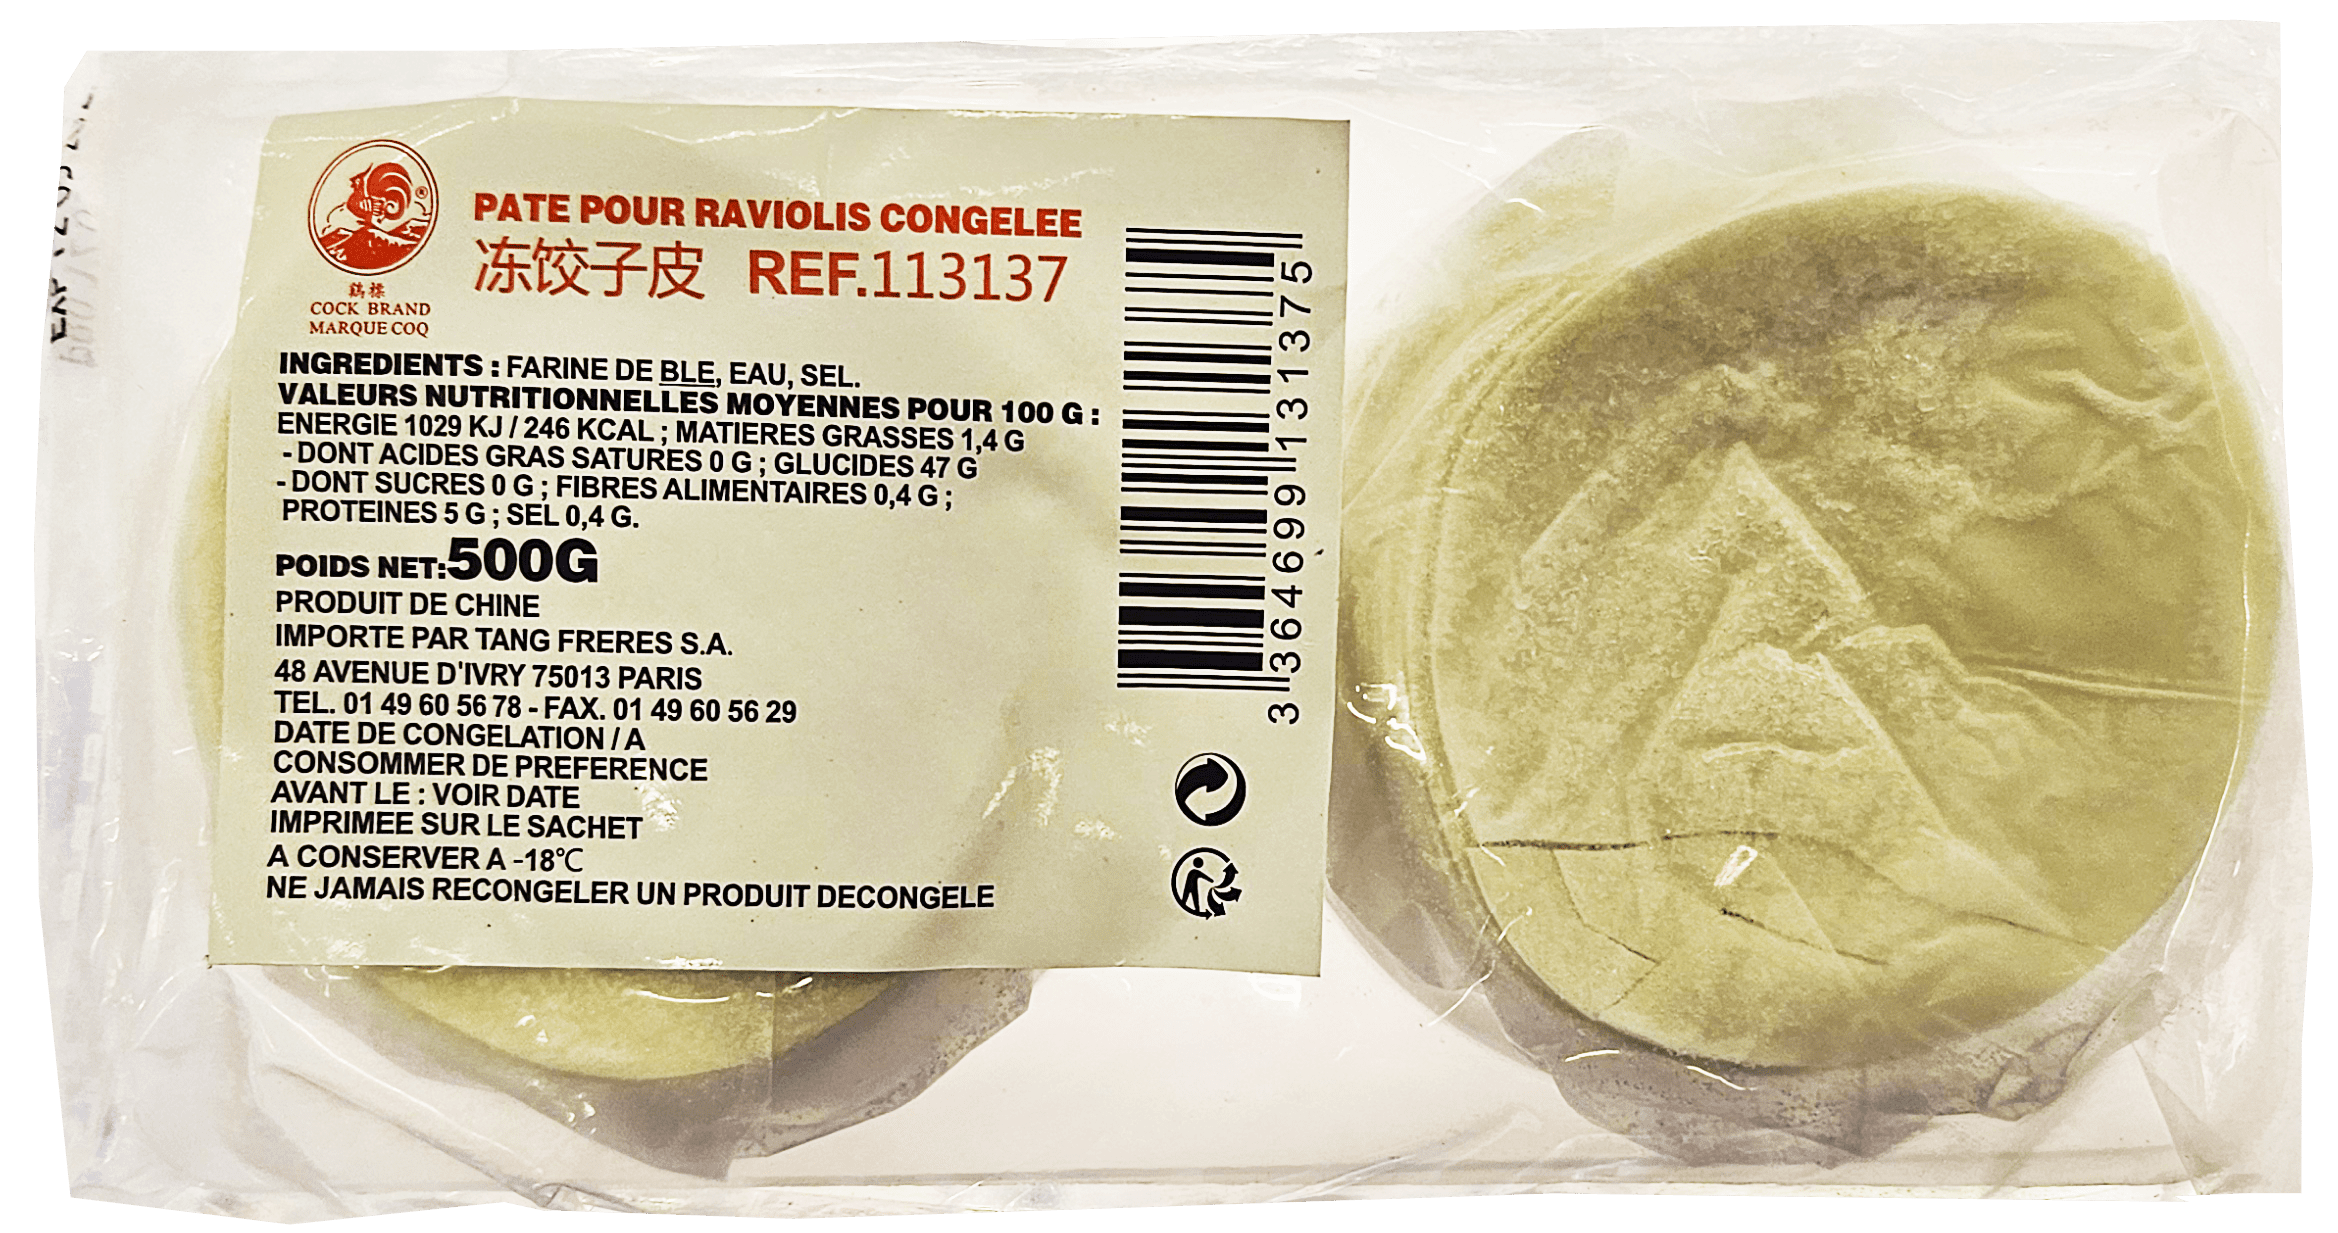 鷄標
COCK BRAND
MARQUE COQ
PATE POUR RAVIOLIS CONGELEE
冻饺子皮 REF.113137
INGREDIENTS : FARINE DE BLE, EAU, SEL.
VALEURS NUTRITIONNELLES MOYENNES POUR 100 G :
ENERGIE 1029 KJ / 246 KCAL ; MATIERES GRASSES 1,4 G
- DONT ACIDES GRAS SATURES 0 G ; GLUCIDES 47 G
- DONT SUCRES 0 G ; FIBRES ALIMENTAIRES 0,4 G ;
PROTEINES 5 G ; SEL 0,4 G.
POIDS NET:500G
PRODUIT DE CHINE
IMPORTE PAR TANG FRERES S.A.
48 AVENUE D'IVRY 75013 PARIS
TEL. 01 49 60 56 78 - FAX. 01 49 60 56 29
DATE DE CONGELATION / A
CONSOMMER DE PREFERENCE
AVANT LE : VOIR DATE
IMPRIMEE SUR LE SACHET
A CONSERVER A -18℃
NE JAMAIS RECONGELER UN PRODUIT DECONGELE
3 364699 131375